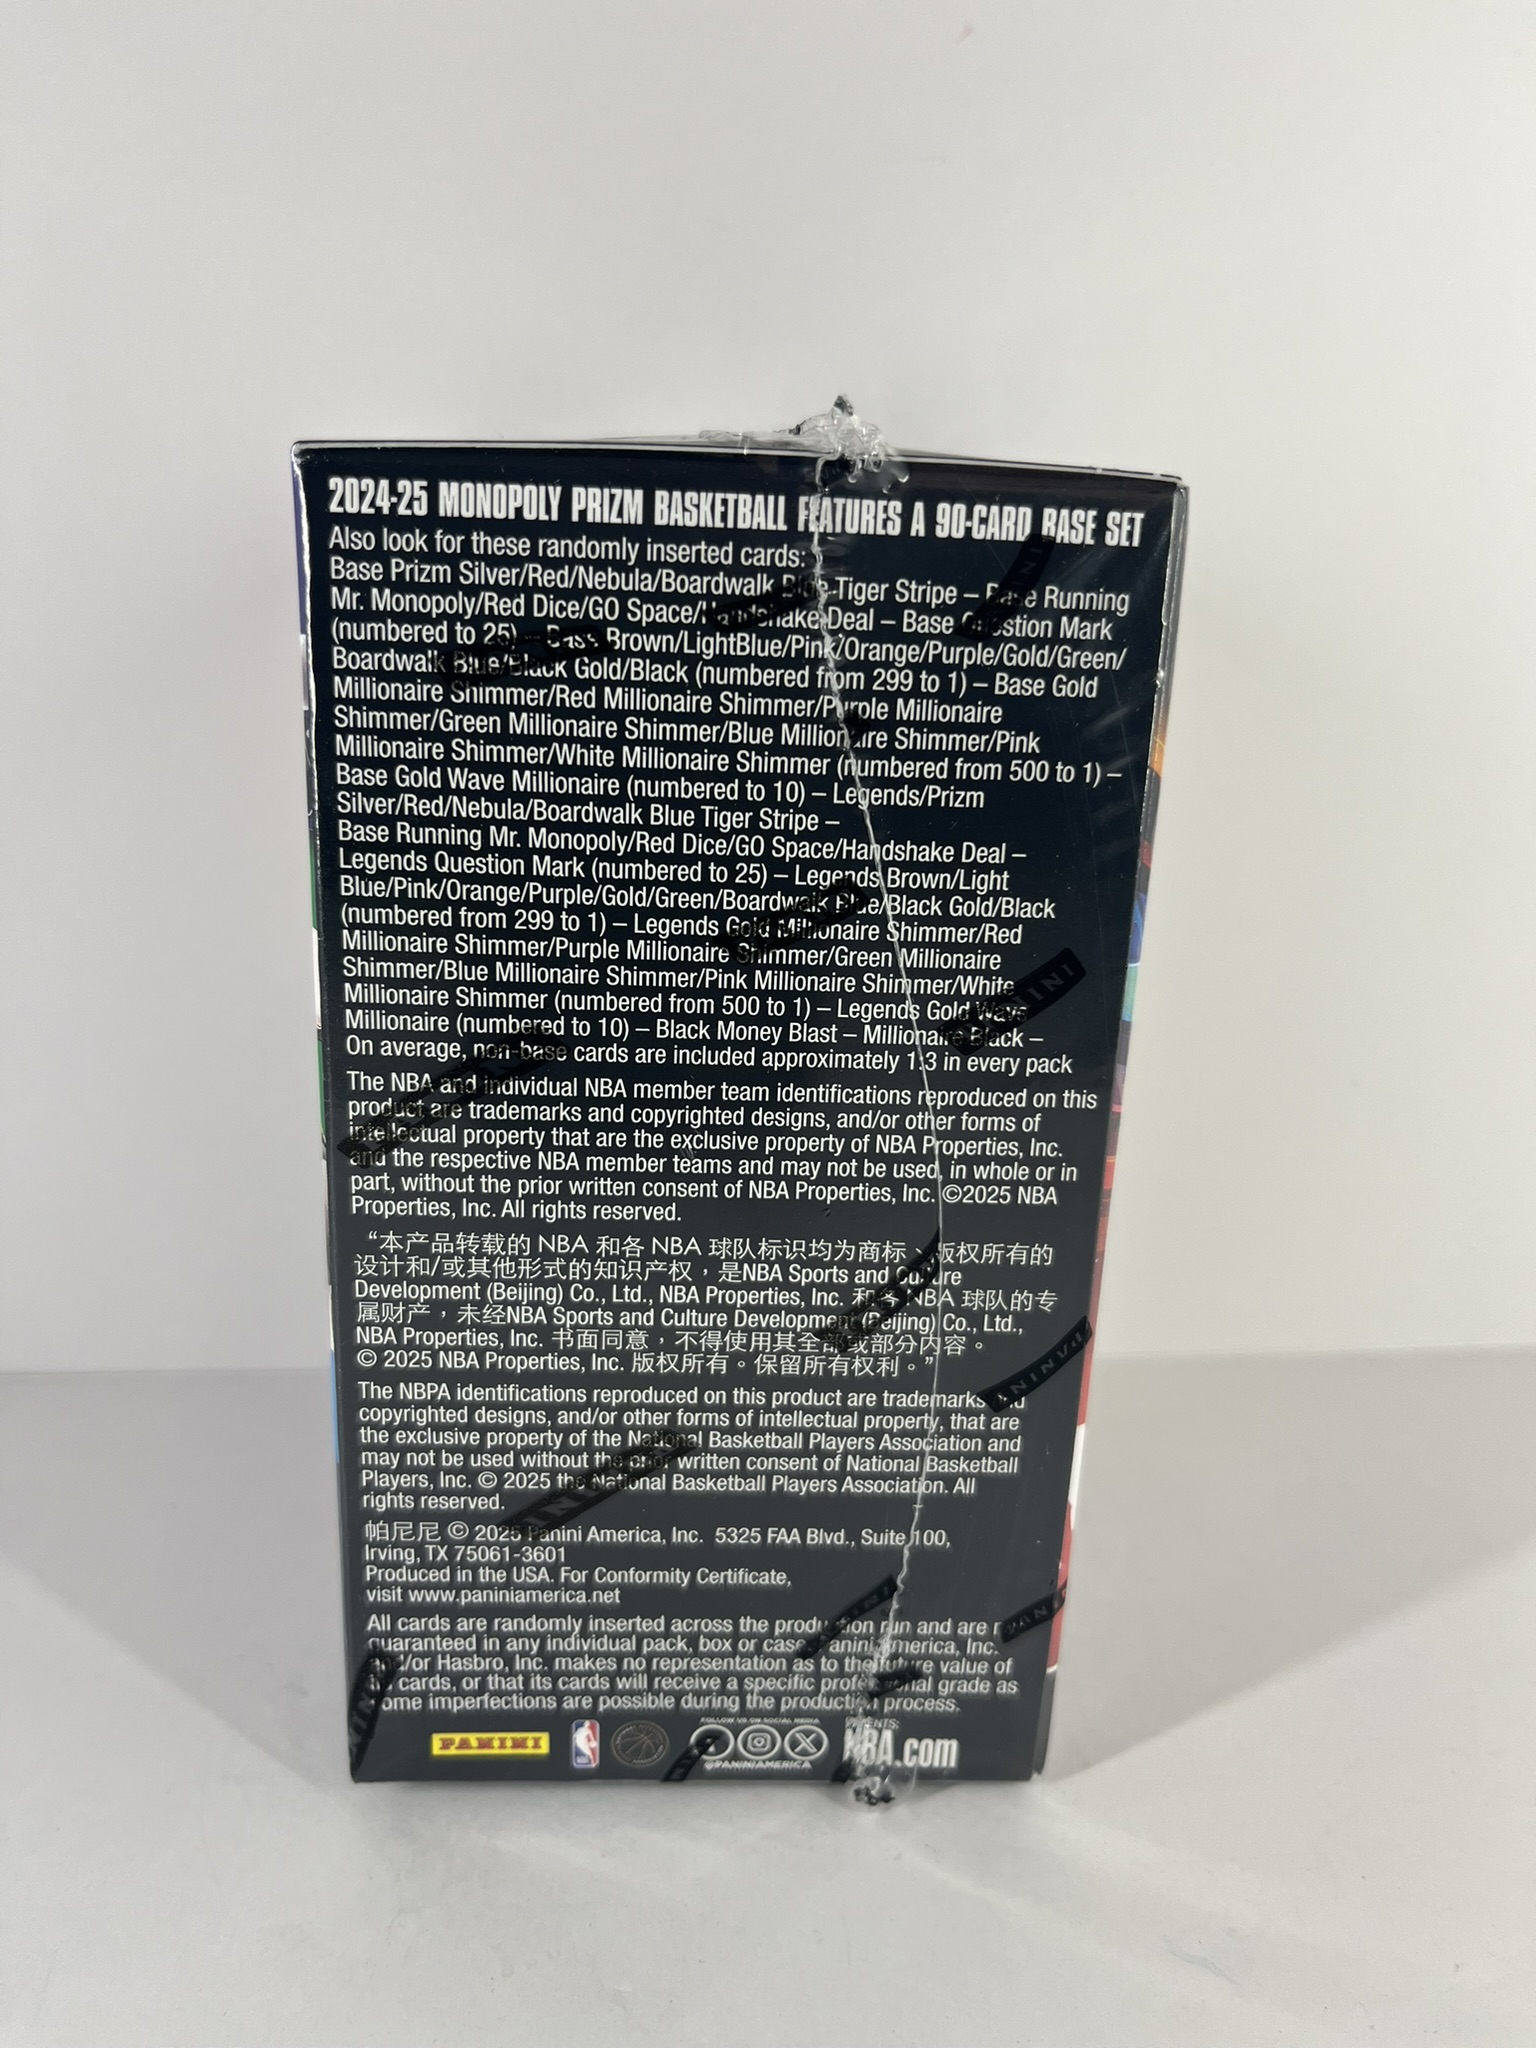 2024-25 MONOPOLY PRIZM BASKETBALL FEATURES A 90-CARD BASE SET
Also look for these randomly inserted cards:
Base Prizm Silver/Red/Nebula/Boardwalk Blue Tiger Stripe – Base Running
Mr. Monopoly/Red Dice/GO Space/Handshake Deal – Base Question Mark
(numbered to 25) – Base Brown/LightBlue/Pink/Orange/Purple/Gold/Green/
Boardwalk Blue/Black Gold/Black (numbered from 299 to 1) – Base Gold
Millionaire Shimmer/Red Millionaire Shimmer/Purple Millionaire
Shimmer/Green Millionaire Shimmer/Blue Millionaire Shimmer/Pink
Millionaire Shimmer/White Millionaire Shimmer (numbered from 500 to 1) –
Base Gold Wave Millionaire (numbered to 10) – Legends/Prizm
Silver/Red/Nebula/Boardwalk Blue Tiger Stripe –
Base Running Mr. Monopoly/Red Dice/GO Space/Handshake Deal –
Legends Question Mark (numbered to 25) – Legends Brown/Light
Blue/Pink/Orange/Purple/Gold/Green/Boardwalk Blue/Black Gold/Black
(numbered from 299 to 1) – Legends Gold Millionaire Shimmer/Red
Millionaire Shimmer/Purple Millionaire Shimmer/Green Millionaire
Shimmer/Blue Millionaire Shimmer/Pink Millionaire Shimmer/White
Millionaire Shimmer (numbered from 500 to 1) – Legends Gold Wave
Millionaire (numbered to 10) – Black Money Blast – Millionaire Black –
On average, non-base cards are included approximately 1:3 in every pack
The NBA and individual NBA member team identifications reproduced on this
product are trademarks and copyrighted designs, and/or other forms of
intellectual property that are the exclusive property of NBA Properties, Inc.
and the respective NBA member teams and may not be used, in whole or in
part, without the prior written consent of NBA Properties, Inc. ©2025 NBA
Properties, Inc. All rights reserved.
“本产品转载的 NBA 和各 NBA 球队标识均为商标、版权所有的
设计和/或其他形式的知识产权，是NBA Sports and Culture
Development (Beijing) Co., Ltd., NBA Properties, Inc. 和各 NBA 球队的专
属财产，未经NBA Sports and Culture Development (Beijing) Co., Ltd.,
NBA Properties, Inc. 书面同意，不得使用其全部或部分内容。
© 2025 NBA Properties, Inc. 版权所有。保留所有权利。”
The NBPA identifications reproduced on this product are trademarks and
copyrighted designs, and/or other forms of intellectual property, that are
the exclusive property of the National Basketball Players Association and
may not be used without the prior written consent of National Basketball
Players, Inc. © 2025 the National Basketball Players Association. All
rights reserved.
帕尼尼 © 2025 Panini America, Inc. 5325 FAA Blvd., Suite 100,
Irving, TX 75061-3601
Produced in the USA. For Conformity Certificate,
visit www.paniniamerica.net
All cards are randomly inserted across the production run and are
guaranteed in any individual pack, box or case. Panini America, Inc.
and/or Hasbro, Inc. makes no representation as to the future value of
cards, or that its cards will receive a specific professional grade as
some imperfections are possible during the production process.
PANINI
FOLLOW US ON SOCIAL MEDIA
@PANINIAMERICA
NBA.com